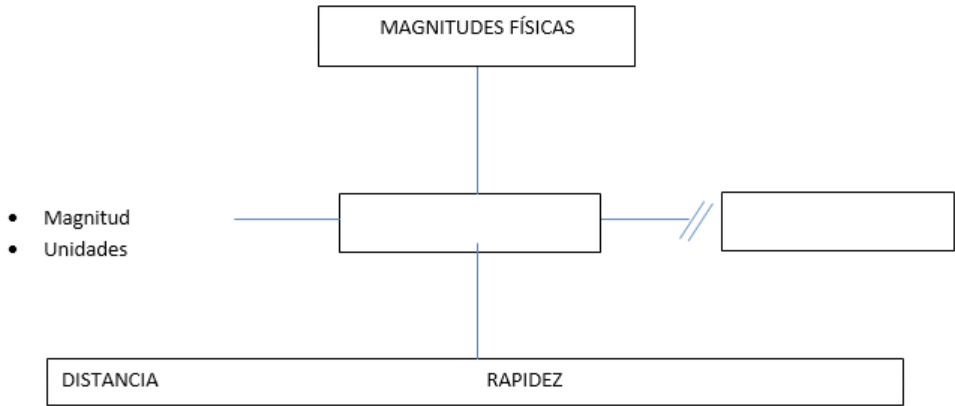 MAGNITUDES FÍSICAS
• Magnitud
• Unidades
DISTANCIA RAPIDEZ